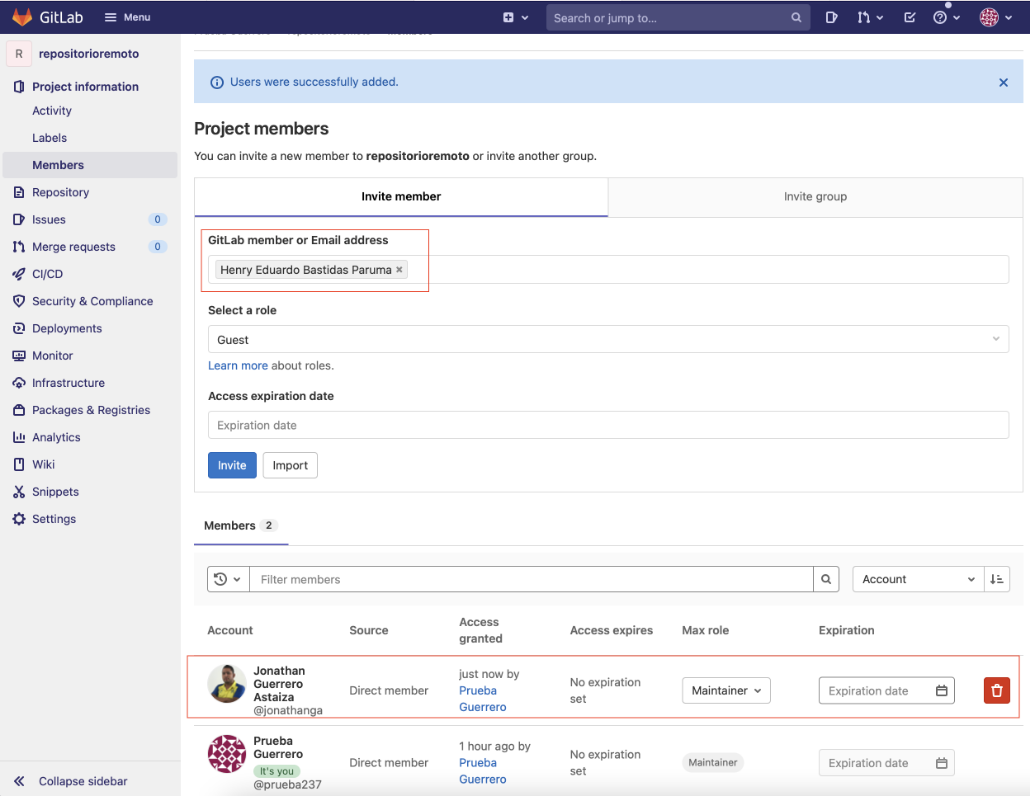 GitLab
Menu
Search or jump to...
R
repositorioremoto
Project information
Activity
Labels
Members
Repository
Issues
0
Merge requests
0
CI/CD
Security & Compliance
Deployments
Monitor
Infrastructure
Packages & Registries
Analytics
Wiki
Snippets
Settings
Collapse sidebar
Users were successfully added.
Project members
You can invite a new member to repositorioremoto or invite another group.
Invite member
Invite group
GitLab member or Email address
Henry Eduardo Bastidas Paruma ×
Select a role
Guest
Learn more about roles.
Access expiration date
Expiration date
Invite
Import
Members 2
Filter members
Account
Account
Source
Access
granted
Access expires
Max role
Expiration
Jonathan
Guerrero
Astaiza
@jonathanga
Direct member
just now by
Prueba
Guerrero
No expiration
set
Maintainer
Expiration date
Prueba
Guerrero
It's you
@prueba237
Direct member
1 hour ago by
Prueba
Guerrero
No expiration
set
Maintainer
Expiration date